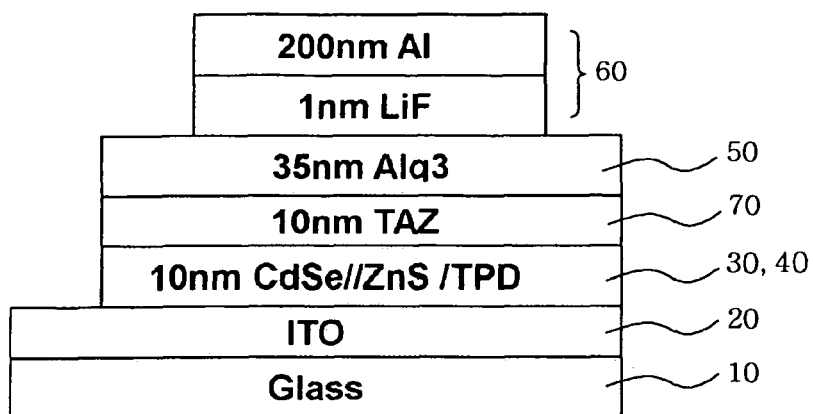 200nm Al
60
1nm LiF
35nm Alq3
50
10nm TAZ
70
10nm CdSe//ZnS /TPD
30, 40
ITO
20
Glass
10